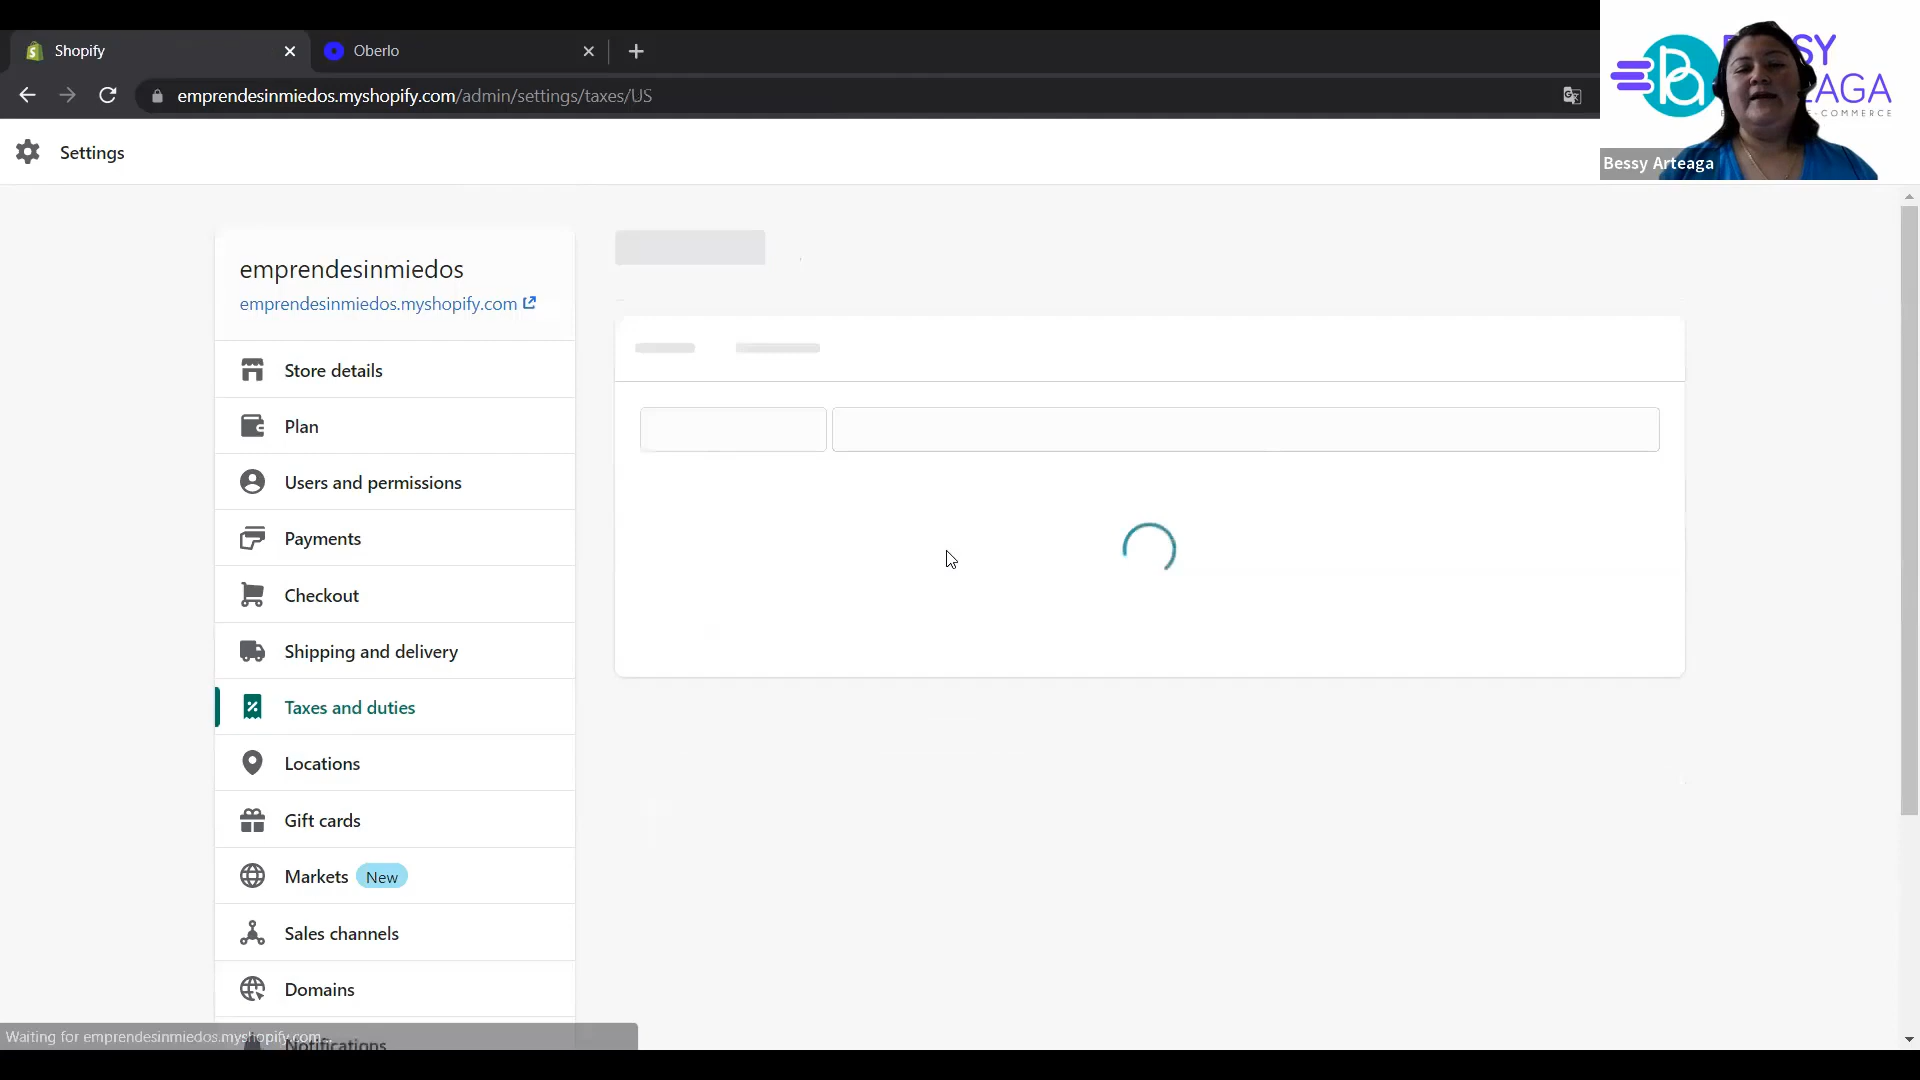 Shopify
Oberlo
emprendesinmiedos.myshopify.com/admin/settings/taxes/US
Settings
Bessy Arteaga
emprendesinmiedos
emprendesinmiedos.myshopify.com
Store details
Plan
Users and permissions
Payments
Checkout
Shipping and delivery
Taxes and duties
Locations
Gift cards
Markets New
Sales channels
Domains
Notifications
Waiting for emprendesinmiedos.myshopify.com...